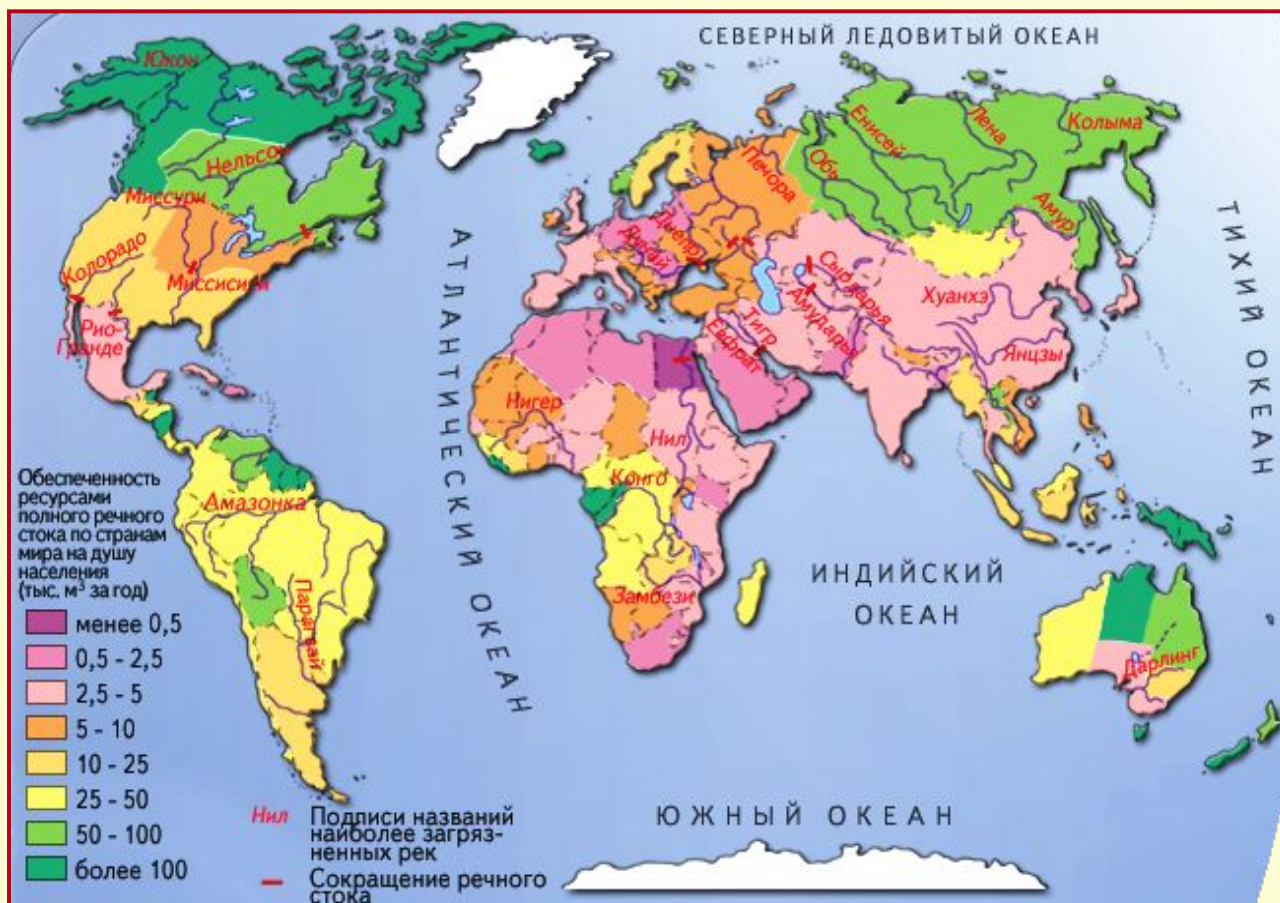 СЕВЕРНЫЙ ЛЕДОВИТЫЙ ОКЕАН
Юкон
Нельсон
Миссури
Колорадо
Миссисипи
Рио-
Гранде
Амазонка
Парагвай
АТЛАНТИЧЕСКИЙ ОКЕАН
Печора
Обь
Енисей
Лена
Колыма
Амур
Днепр
Дунай
Сырдарья
Амударья
Тигр
Евфрат
Хуанхэ
Янцзы
Нигер
Нил
Конго
Замбези
ИНДИЙСКИЙ
ОКЕАН
ТИХИЙ ОКЕАН
Дарлинг
ЮЖНЫЙ ОКЕАН
Обеспеченность
ресурсами
полного речного
стока по странам
мира на душу
населения
(тыс. м³ за год)
менее 0,5
0,5 - 2,5
2,5 - 5
5 - 10
10 - 25
25 - 50
50 - 100
более 100
Нил Подписи названий
наиболее загряз-
ненных рек
Сокращение речного
стока